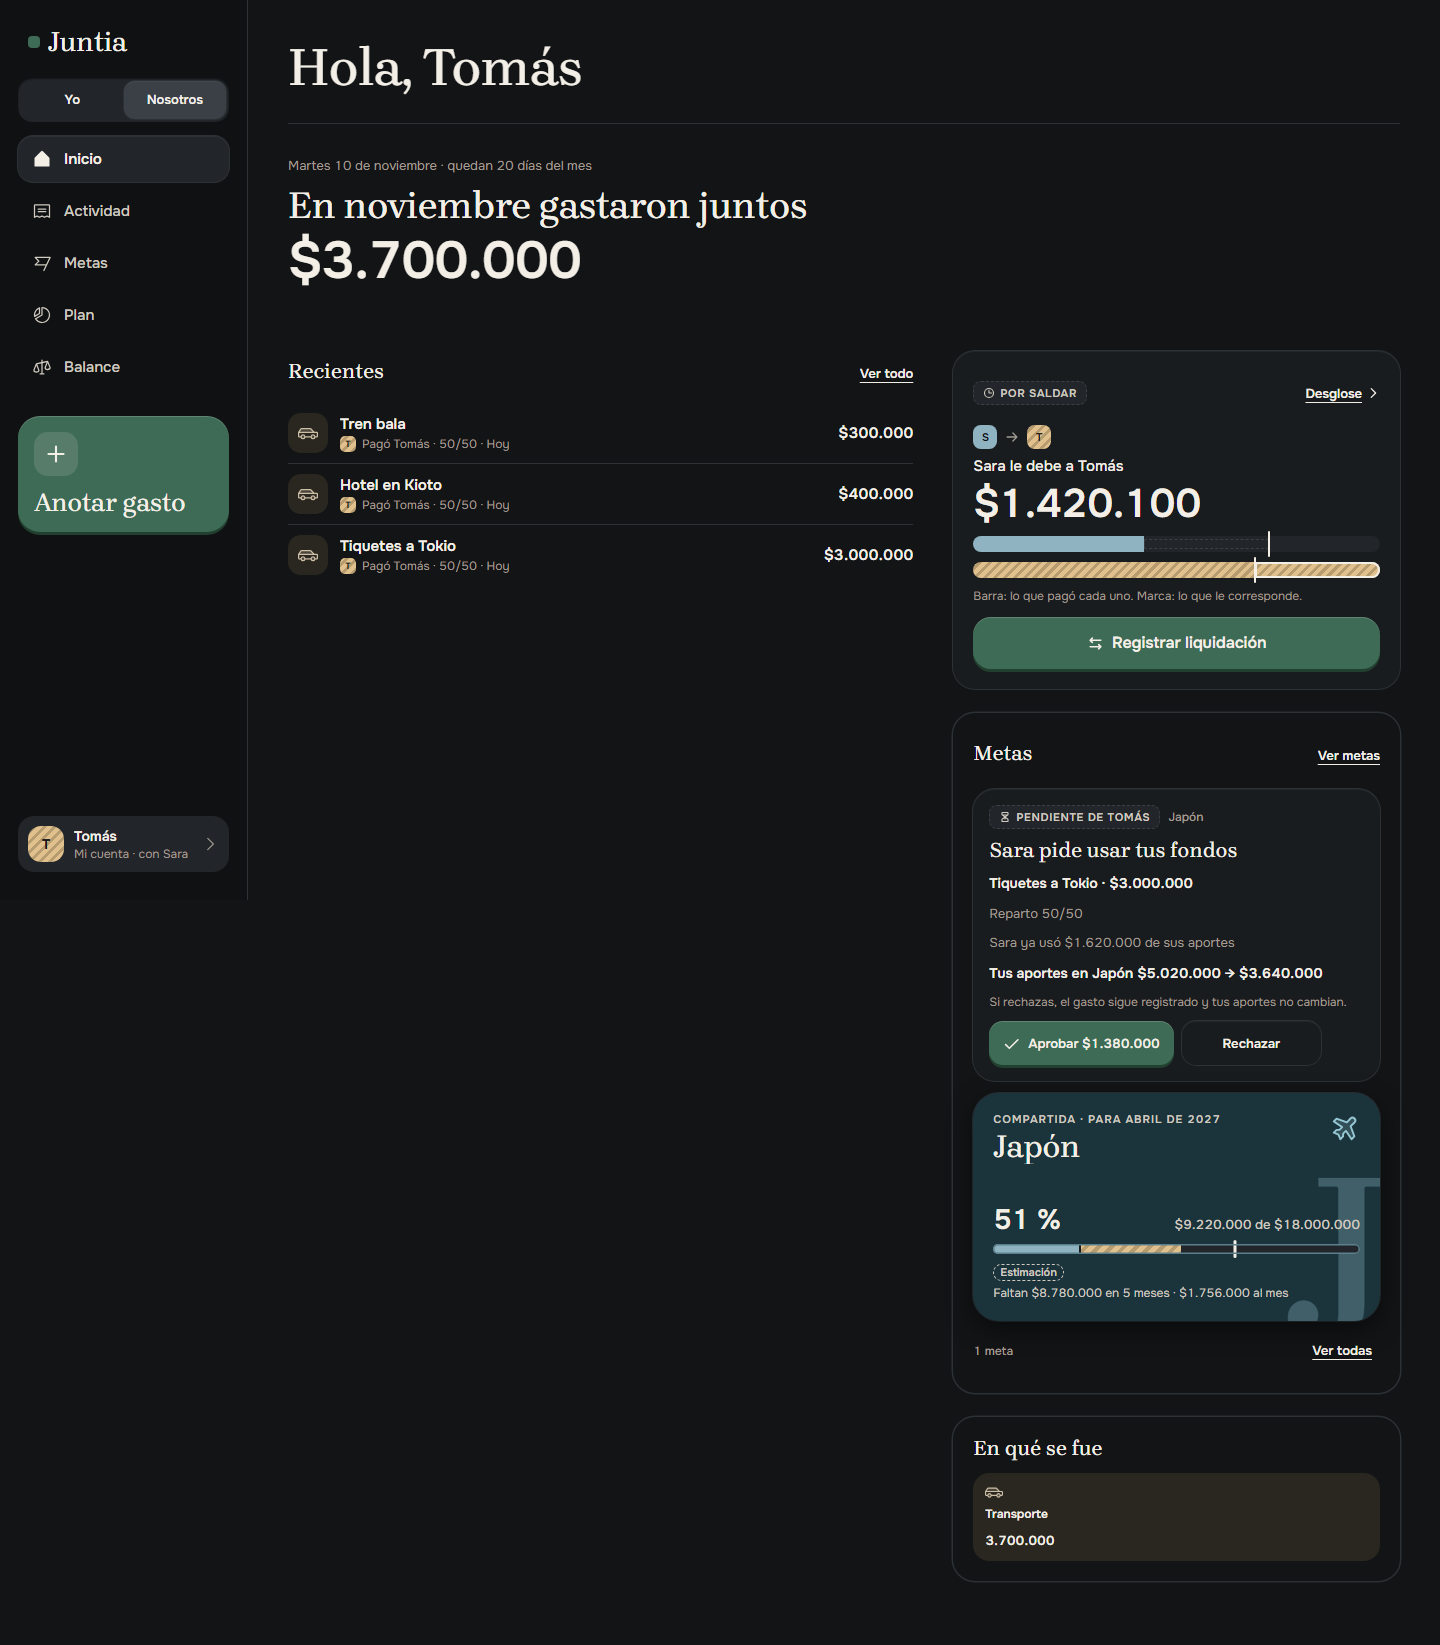 Juntia
Yo
Nosotros
Inicio
Actividad
Metas
Plan
Balance
Anotar gasto
T
Tomás
Mi cuenta · con Sara
Hola, Tomás
Martes 10 de noviembre · quedan 20 días del mes
En noviembre gastaron juntos
$3.700.000
Recientes
Ver todo
Tren bala
T Pagó Tomás · 50/50 · Hoy
$300.000
Hotel en Kioto
T Pagó Tomás · 50/50 · Hoy
$400.000
Tiquetes a Tokio
T Pagó Tomás · 50/50 · Hoy
$3.000.000
POR SALDAR
Desglose
S → T
Sara le debe a Tomás
$1.420.100
Barra: lo que pagó cada uno. Marca: lo que le corresponde.
Registrar liquidación
Metas
Ver metas
PENDIENTE DE TOMÁS Japón
Sara pide usar tus fondos
Tiquetes a Tokio · $3.000.000
Reparto 50/50
Sara ya usó $1.620.000 de sus aportes
Tus aportes en Japón $5.020.000 → $3.640.000
Si rechazas, el gasto sigue registrado y tus aportes no cambian.
Aprobar $1.380.000
Rechazar
COMPARTIDA · PARA ABRIL DE 2027
Japón
J
51 %
$9.220.000 de $18.000.000
Estimación
Faltan $8.780.000 en 5 meses · $1.756.000 al mes
1 meta
Ver todas
En qué se fue
Transporte
3.700.000